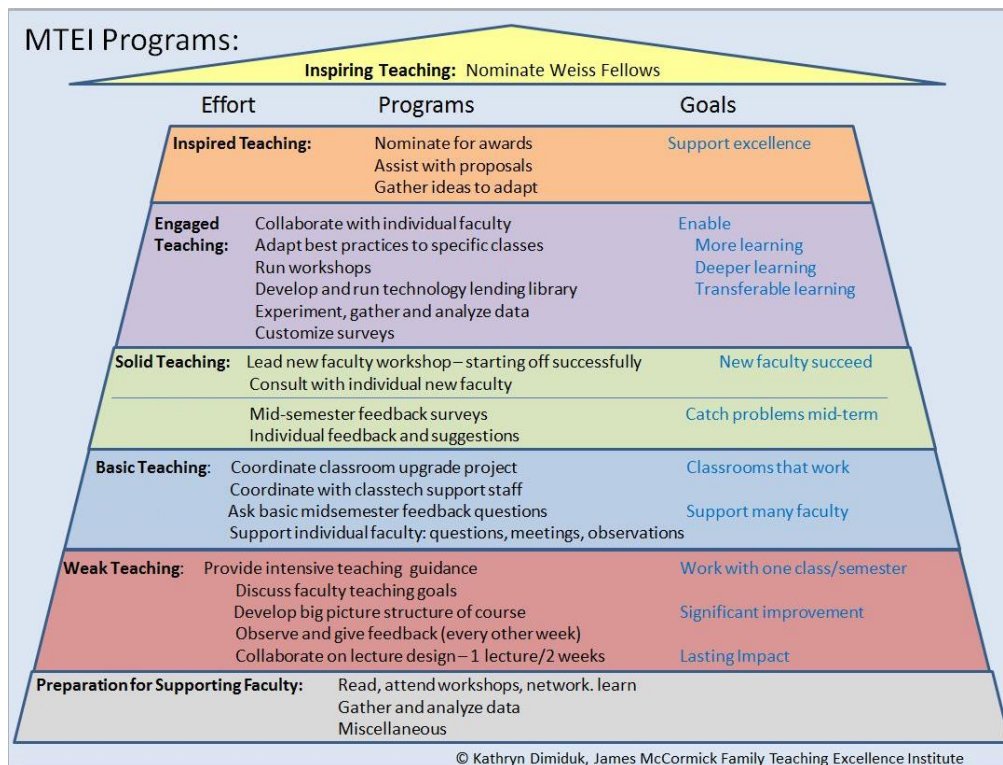 MTEI Programs:
Inspiring Teaching: Nominate Weiss Fellows
Effort Programs Goals
Inspired Teaching: Nominate for awards Support excellence
Assist with proposals
Gather ideas to adapt
Engaged Collaborate with individual faculty Enable
Teaching: Adapt best practices to specific classes More learning
Run workshops Deeper learning
Develop and run technology lending library Transferable learning
Experiment, gather and analyze data
Customize surveys
Solid Teaching: Lead new faculty workshop – starting off successfully New faculty succeed
Consult with individual new faculty
Mid-semester feedback surveys Catch problems mid-term
Individual feedback and suggestions
Basic Teaching: Coordinate classroom upgrade project Classrooms that work
Coordinate with classtech support staff
Ask basic midsemester feedback questions Support many faculty
Support individual faculty: questions, meetings, observations
Weak Teaching: Provide intensive teaching guidance Work with one class/semester
Discuss faculty teaching goals
Develop big picture structure of course Significant improvement
Observe and give feedback (every other week)
Collaborate on lecture design – 1 lecture/2 weeks Lasting Impact
Preparation for Supporting Faculty: Read, attend workshops, network. learn
Gather and analyze data
Miscellaneous
© Kathryn Dimiduk, James McCormick Family Teaching Excellence Institute